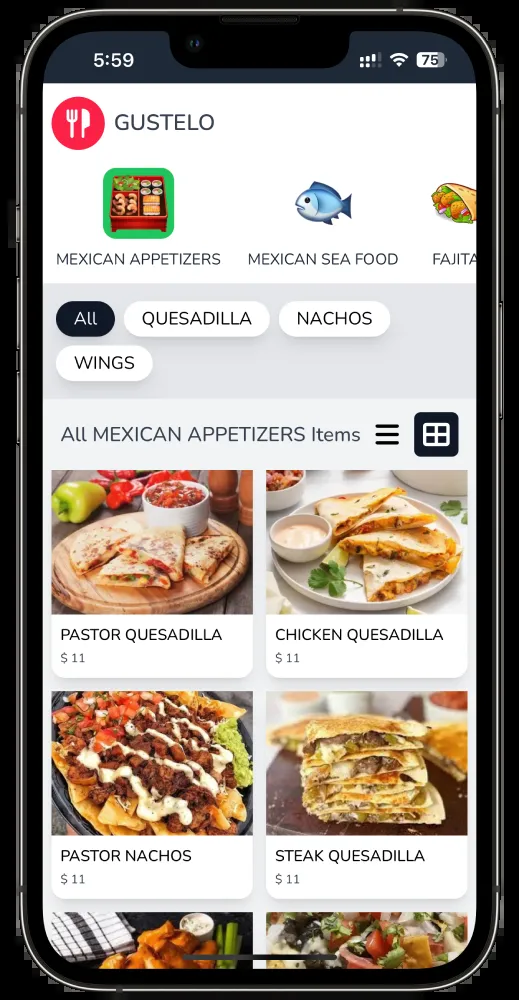 5:59
75
GUSTELO
MEXICAN APPETIZERS
MEXICAN SEA FOOD
FAJITA
All
QUESADILLA
NACHOS
WINGS
All MEXICAN APPETIZERS Items
PASTOR QUESADILLA
CHICKEN QUESADILLA
$ 11
$ 11
PASTOR NACHOS
STEAK QUESADILLA
$ 11
$ 11